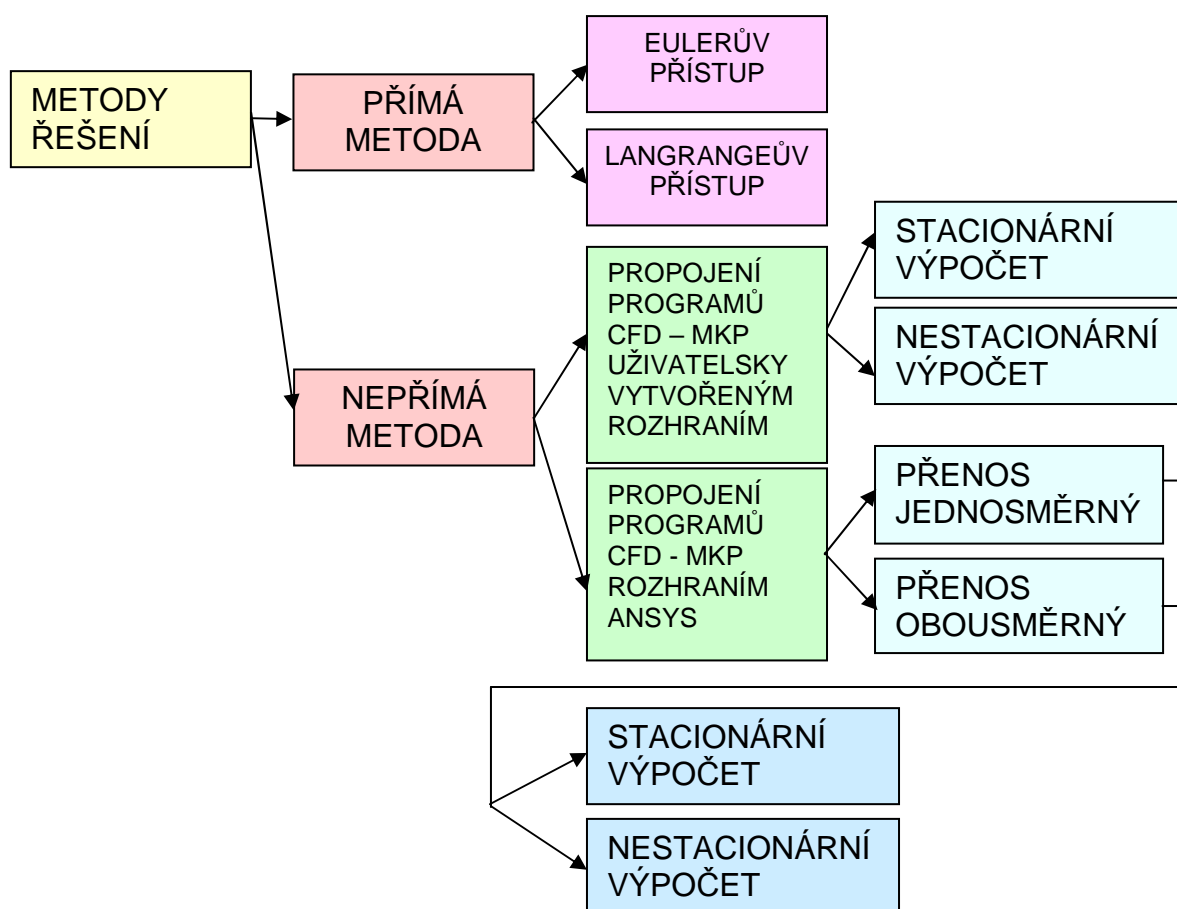 METODY
ŘEŠENÍ
PŘÍMÁ
METODA
EULERŮV
PŘÍSTUP
LANGRANGEŮV
PŘÍSTUP
NEPŘÍMÁ
METODA
PROPOJENÍ
PROGRAMŮ
CFD – MKP
UŽIVATELSKY
VYTVOŘENÝM
ROZHRANÍM
STACIONÁRNÍ
VÝPOČET
NESTACIONÁRNÍ
VÝPOČET
PROPOJENÍ
PROGRAMŮ
CFD - MKP
ROZHRANÍM
ANSYS
PŘENOS
JEDNOSMĚRNÝ
PŘENOS
OBOUSMĚRNÝ
STACIONÁRNÍ
VÝPOČET
NESTACIONÁRNÍ
VÝPOČET